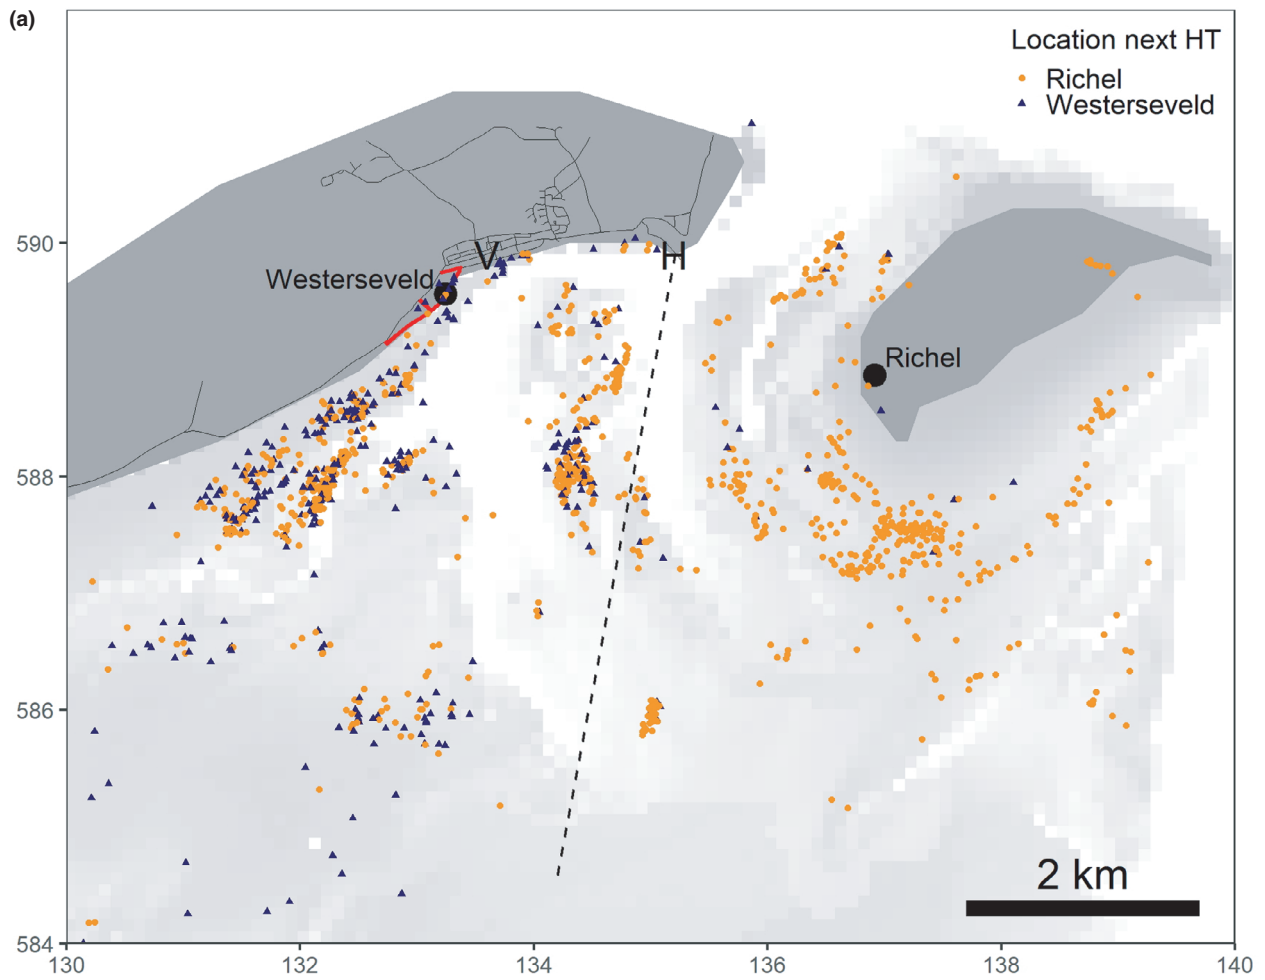 (a)
Location next HT
Richel
Westerseveld
590
V
H
Westerseveld
Richel
588
586
2 km
584
130
132
134
136
138
140